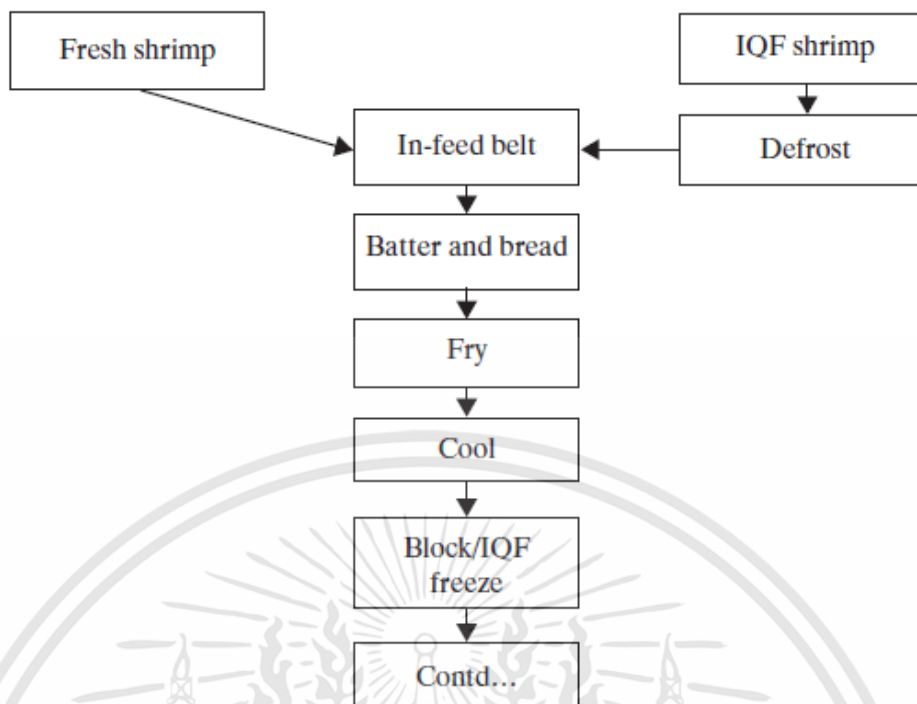 Fresh shrimp
IQF shrimp
In-feed belt
Defrost
Batter and bread
Fry
Cool
Block/IQF
freeze
Contd...